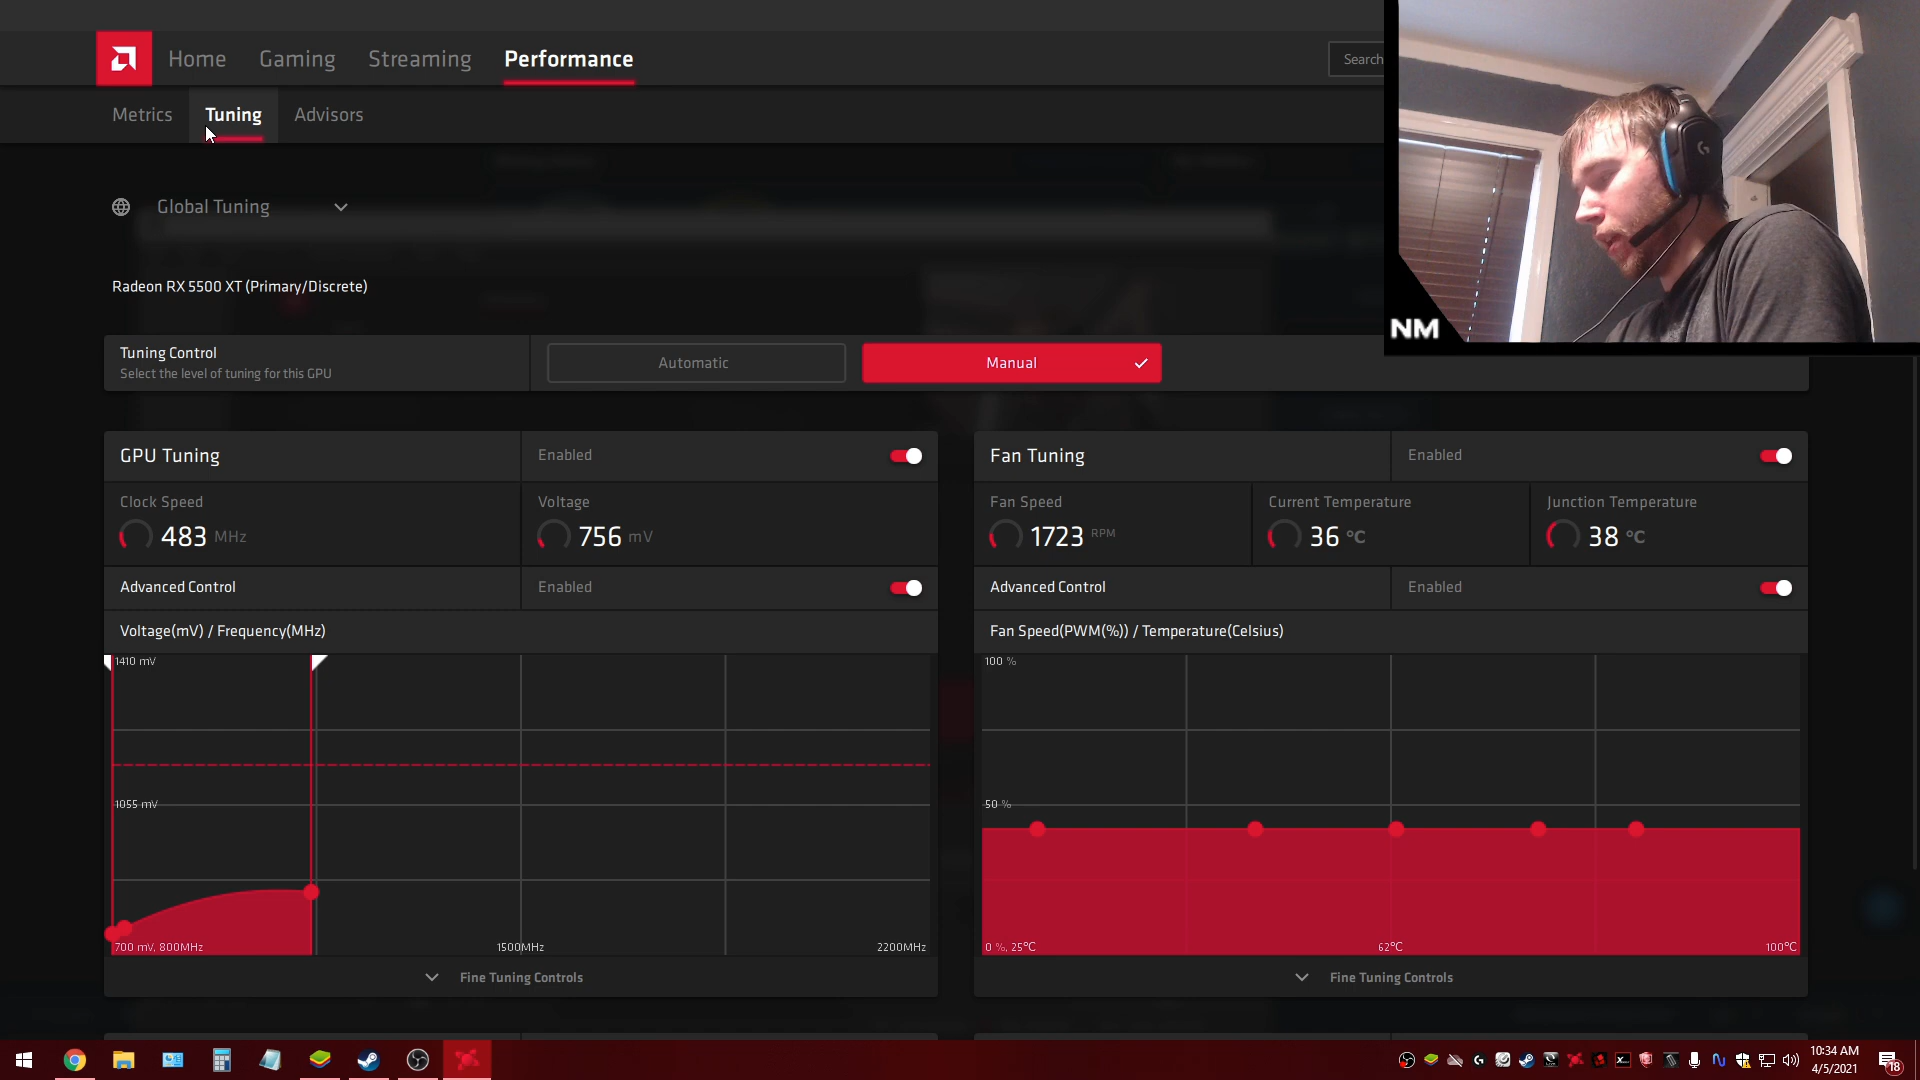 Home Gaming Streaming Performance Search
Metrics Tuning Advisors
Global Tuning
Radeon RX 5500 XT (Primary/Discrete)
Tuning Control
Select the level of tuning for this GPU
Automatic Manual
NM
GPU Tuning Enabled
Clock Speed Voltage
483 MHz 756 mV
Advanced Control Enabled
Voltage(mV) / Frequency(MHz)
1410 mV
1055 mV
700 mV, 800MHz 1500MHz 2200MHz
Fine Tuning Controls
Fan Tuning Enabled
Fan Speed Current Temperature Junction Temperature
1723 RPM 36 °C 38 °C
Advanced Control Enabled
Fan Speed(PWM(%)) / Temperature(Celsius)
100 %
50 %
0 %, 25°C 62°C 100°C
Fine Tuning Controls
10:34 AM
4/5/2021
18